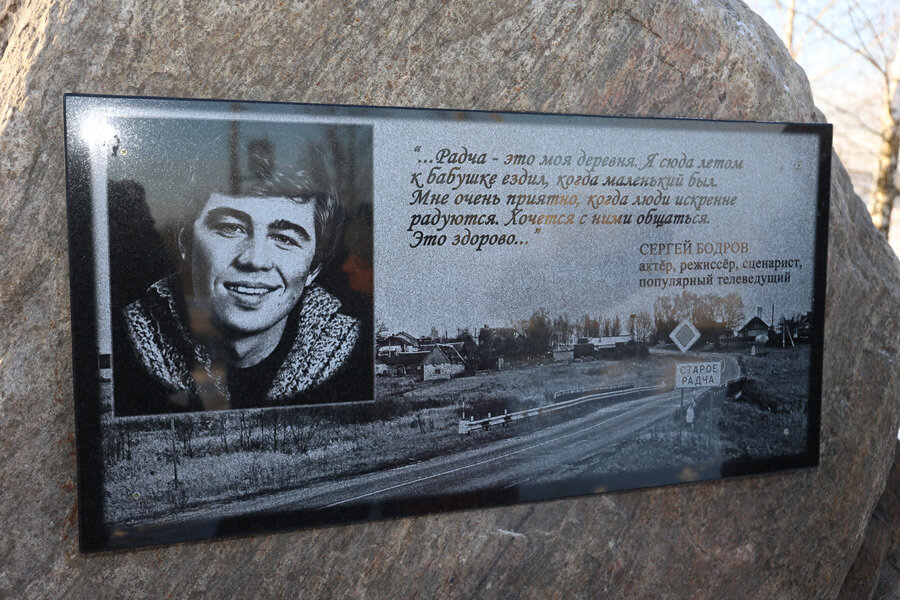 “...Радча - это моя деревня. Я сюда летом
к бабушке ездил, когда маленький был.
Мне очень приятно, когда люди искренне
радуются. Хочется с ними общаться.
Это здорово...”
СЕРГЕЙ БОДРОВ
актёр, режиссёр, сценарист,
популярный телеведущий
СТАРОЕ
РАДЧА